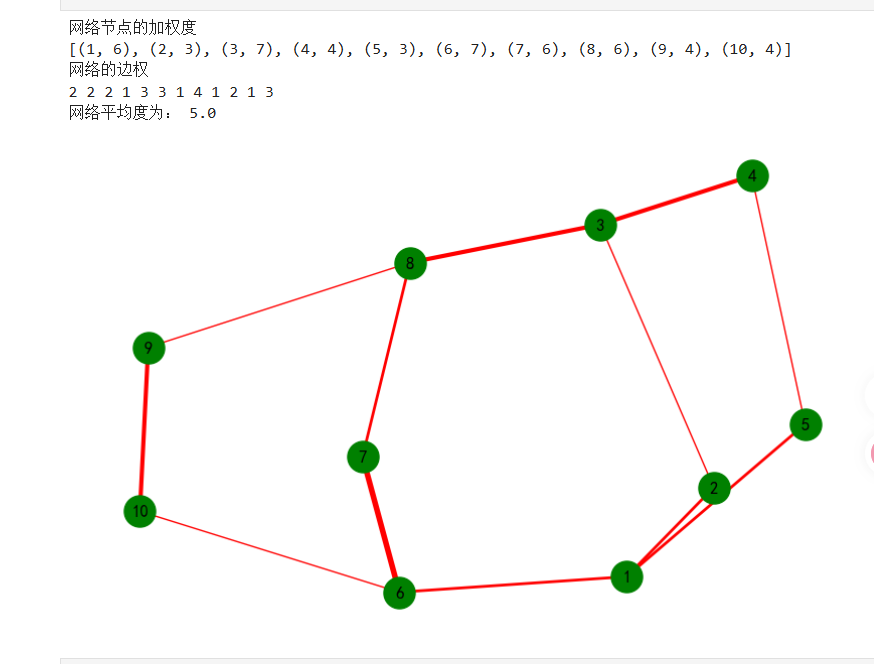 网络节点的加权度
[(1, 6), (2, 3), (3, 7), (4, 4), (5, 3), (6, 7), (7, 6), (8, 6), (9, 4), (10, 4)]
网络的边权
2 2 2 1 3 3 1 4 1 2 1 3
网络平均度为: 5.0
4
3
8
9
5
7
2
10
1
6